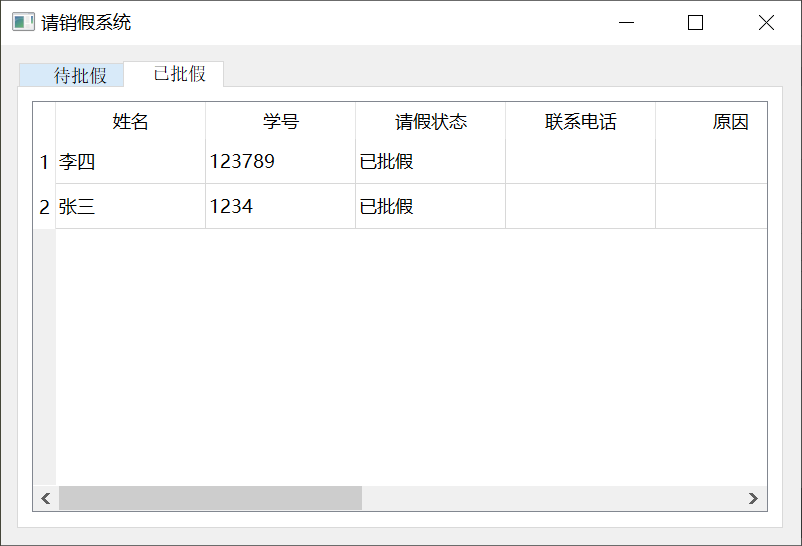 请销假系统
待批假 已批假
姓名 学号 请假状态 联系电话 原因
1 李四 123789 已批假
2 张三 1234 已批假